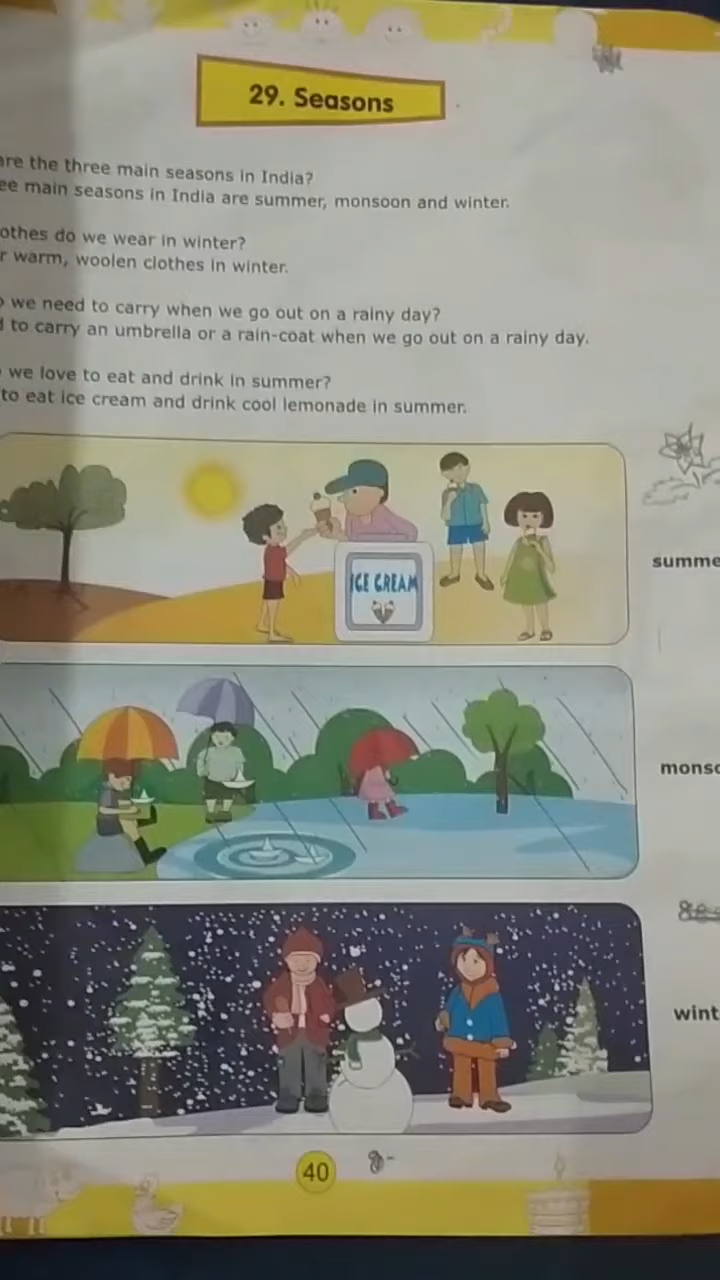 29. Seasons
are the three main seasons in India?
ee main seasons in India are summer, monsoon and winter.
othes do we wear in winter?
r warm, woolen clothes in winter.
we need to carry when we go out on a rainy day?
to carry an umbrella or a rain-coat when we go out on a rainy day.
we love to eat and drink in summer?
to eat ice cream and drink cool lemonade in summer.
ICE CREAM
summe
monso
wint
40